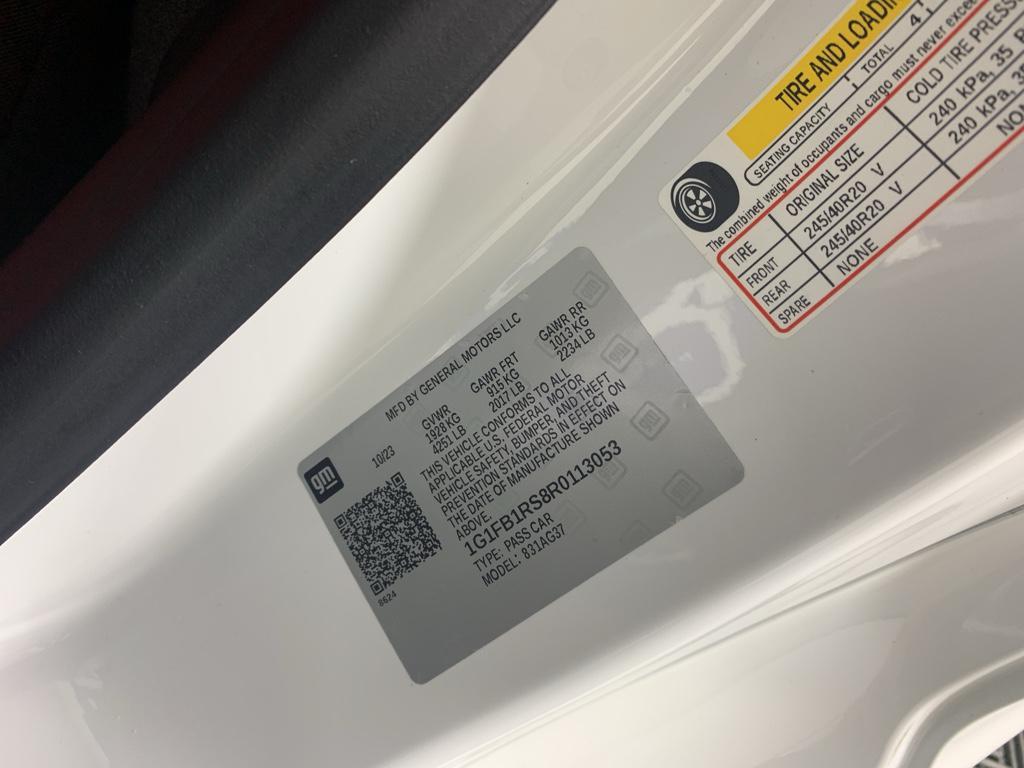 TIRE AND LOADIN
SEATING CAPACITY TOTAL 4
The combined weight of occupants and cargo must never excee
TIRE ORIGINAL SIZE COLD TIRE PRESS
FRONT 245/40R20 V 240 kPa, 35
REAR 245/40R20 V 240 kPa,
SPARE NONE
gm
10/23 MFD BY GENERAL MOTORS LLC
GVWR GAWR FRT GAWR RR
1928KG 915 KG 1013 KG
4251 LB 2017 LB 2234 LB
THIS VEHICLE CONFORMS TO ALL
APPLICABLE U.S. FEDERAL MOTOR
VEHICLE SAFETY, BUMPER, AND THEFT
PREVENTION STANDARDS IN EFFECT ON
THE DATE OF MANUFACTURE SHOWN
ABOVE.
1G1FB1RS8R0113053
TYPE: PASS CAR
MODEL: 831AG37
8624